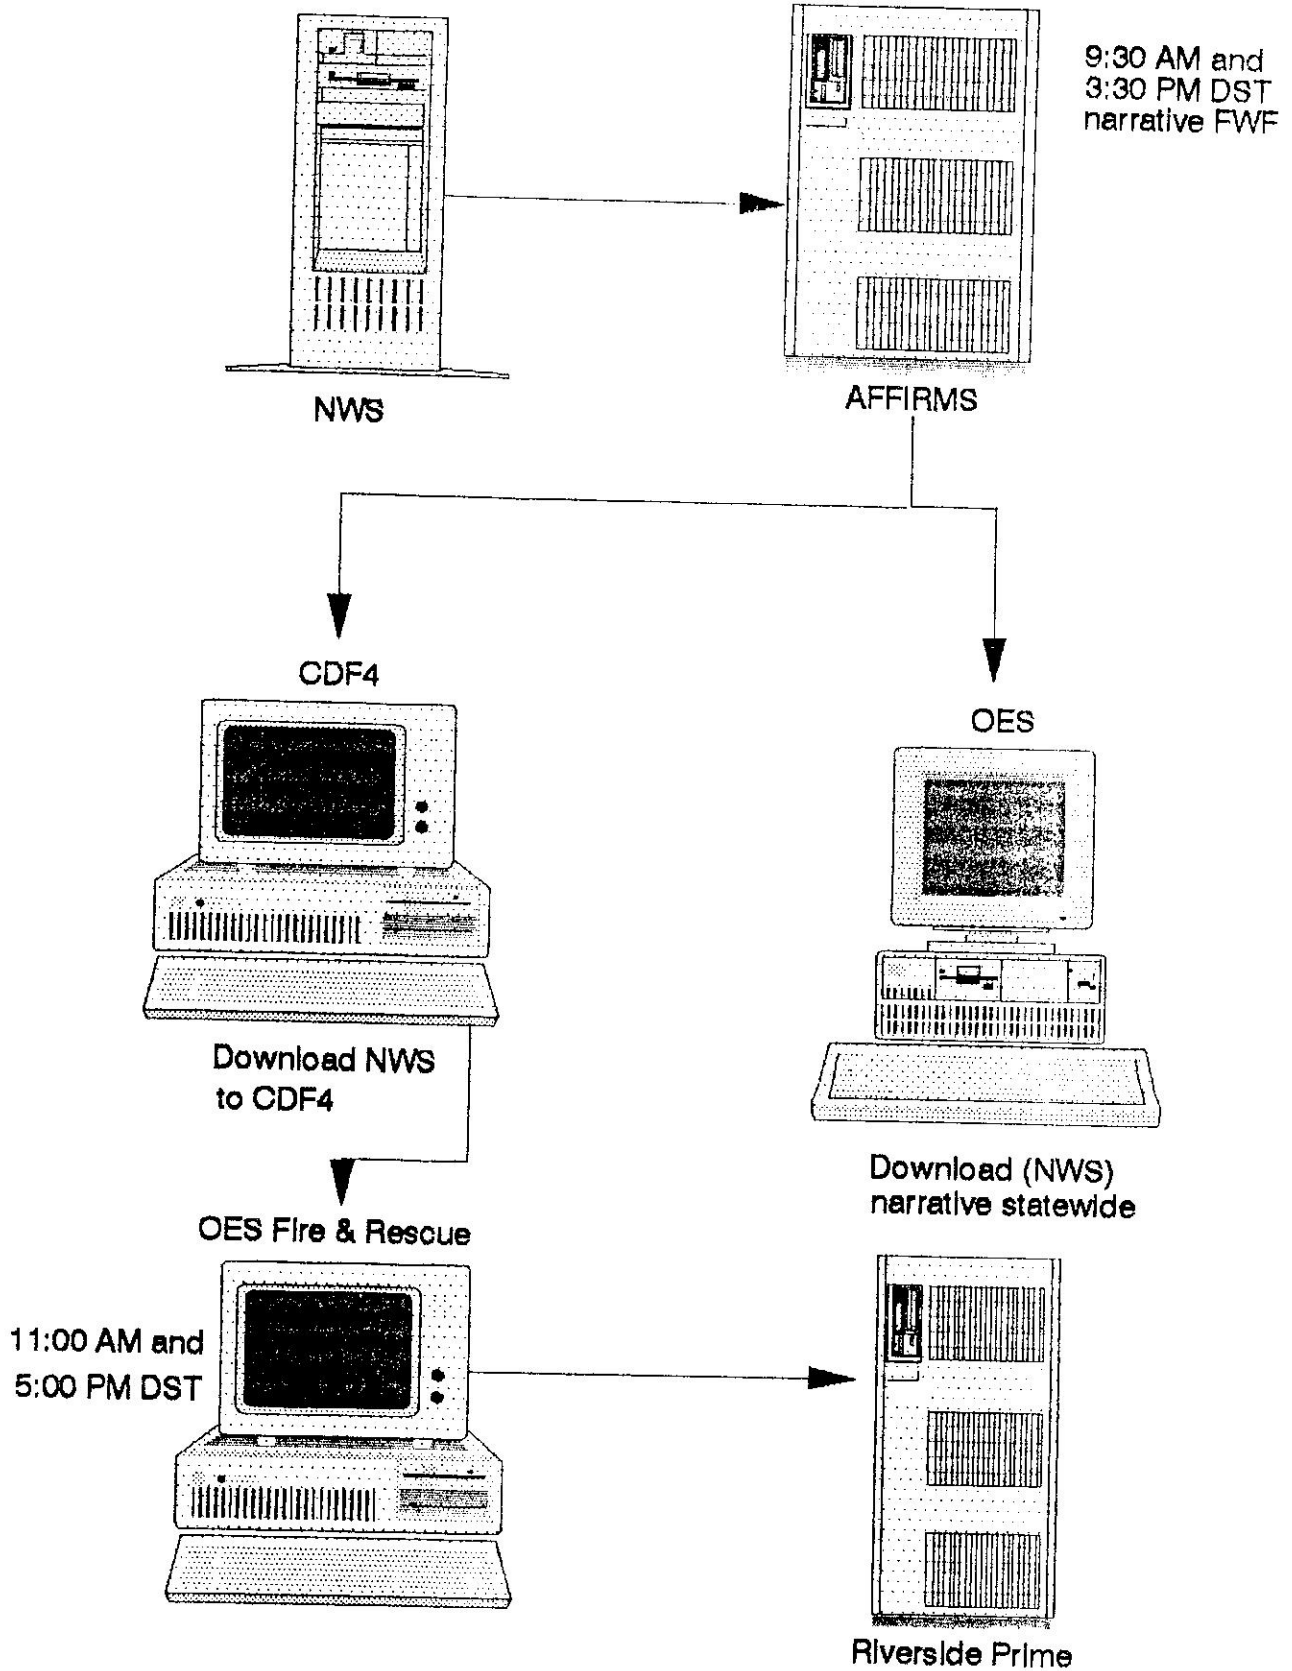 9:30 AM and
3:30 PM DST
narrative FWF
NWS
AFFIRMS
CDF4
OES
Download NWS
to CDF4
Download (NWS)
narrative statewide
OES Fire & Rescue
11:00 AM and
5:00 PM DST
Riverside Prime